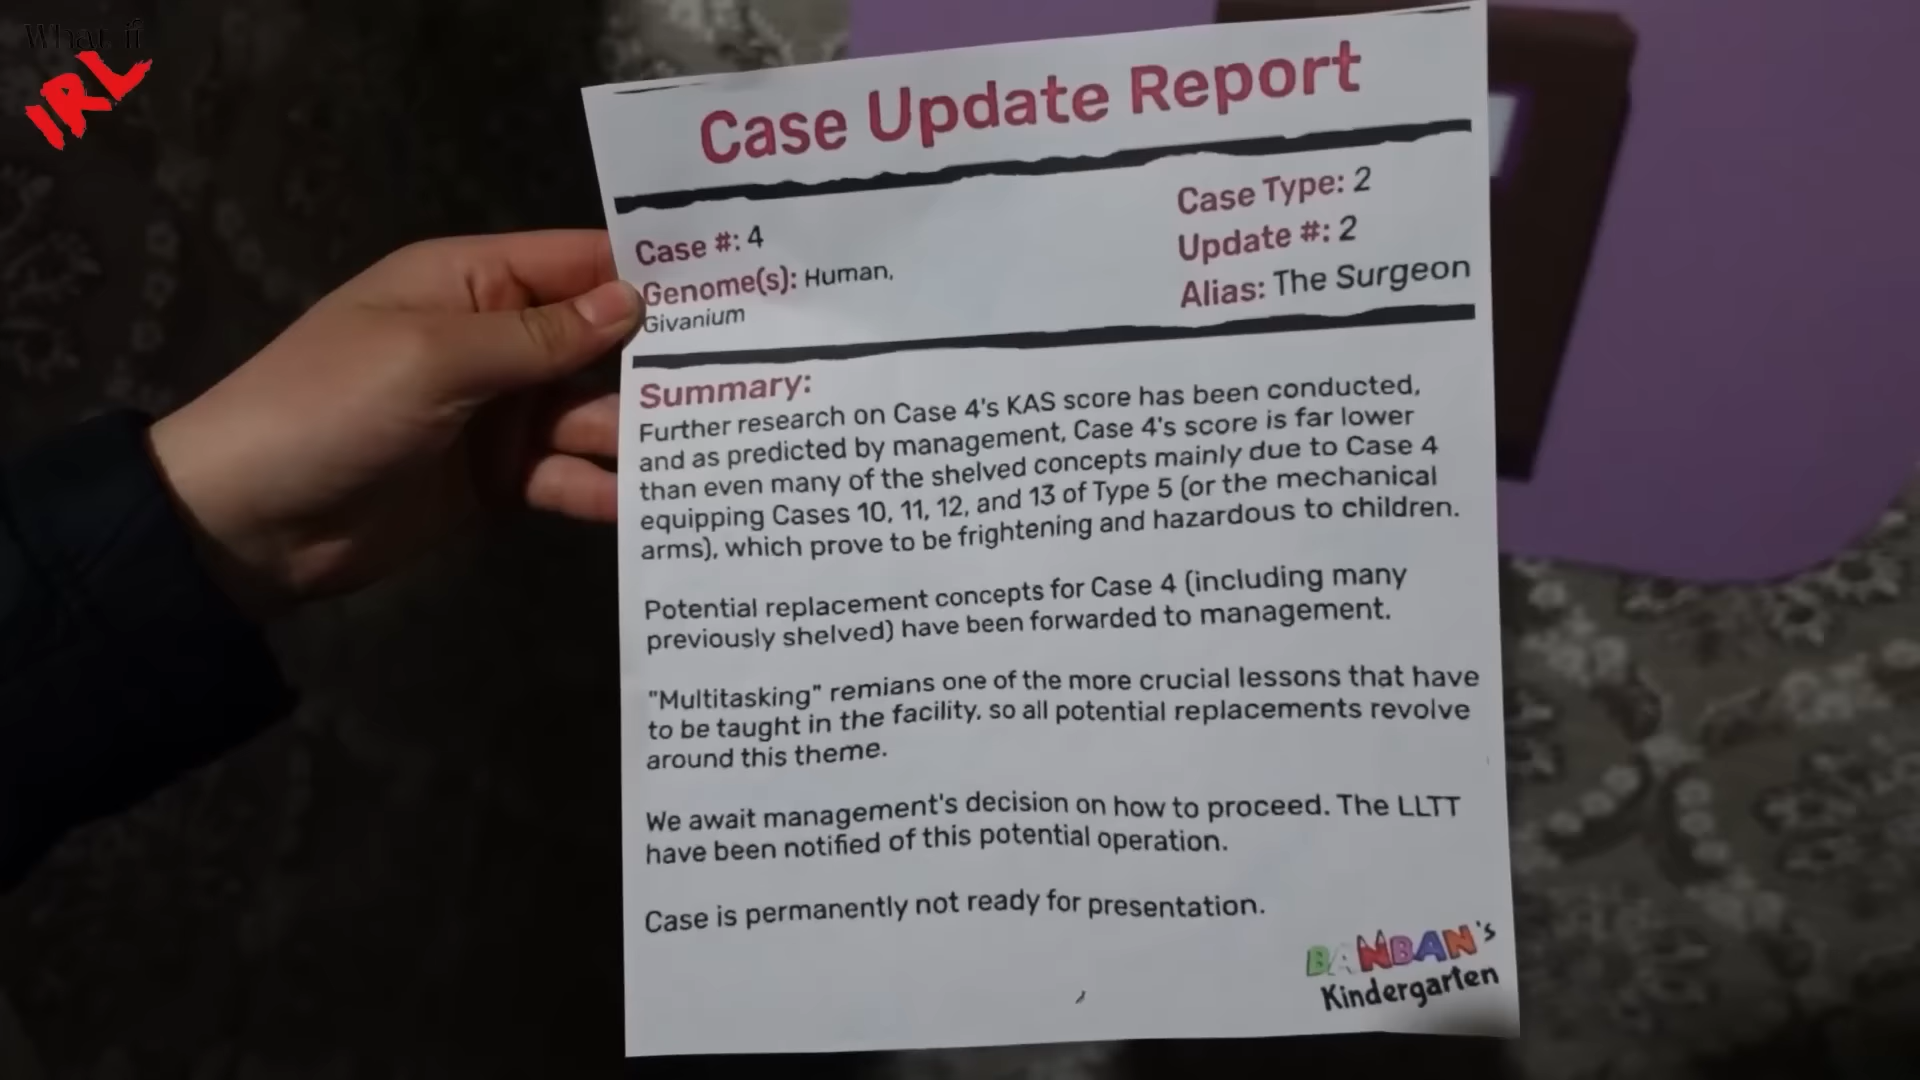 What if
IRL
Case Update Report
Case #: 4
Genome(s): Human,
Givanium
Case Type: 2
Update #: 2
Alias: The Surgeon
Summary:
Further research on Case 4's KAS score has been conducted,
and as predicted by management, Case 4's score is far lower
than even many of the shelved concepts mainly due to Case 4
equipping Cases 10, 11, 12, and 13 of Type 5 (or the mechanical
arms), which prove to be frightening and hazardous to children.
Potential replacement concepts for Case 4 (including many
previously shelved) have been forwarded to management.
"Multitasking" remians one of the more crucial lessons that have
to be taught in the facility, so all potential replacements revolve
around this theme.
We await management's decision on how to proceed. The LLTT
have been notified of this potential operation.
Case is permanently not ready for presentation.
BANBAN's
Kindergarten